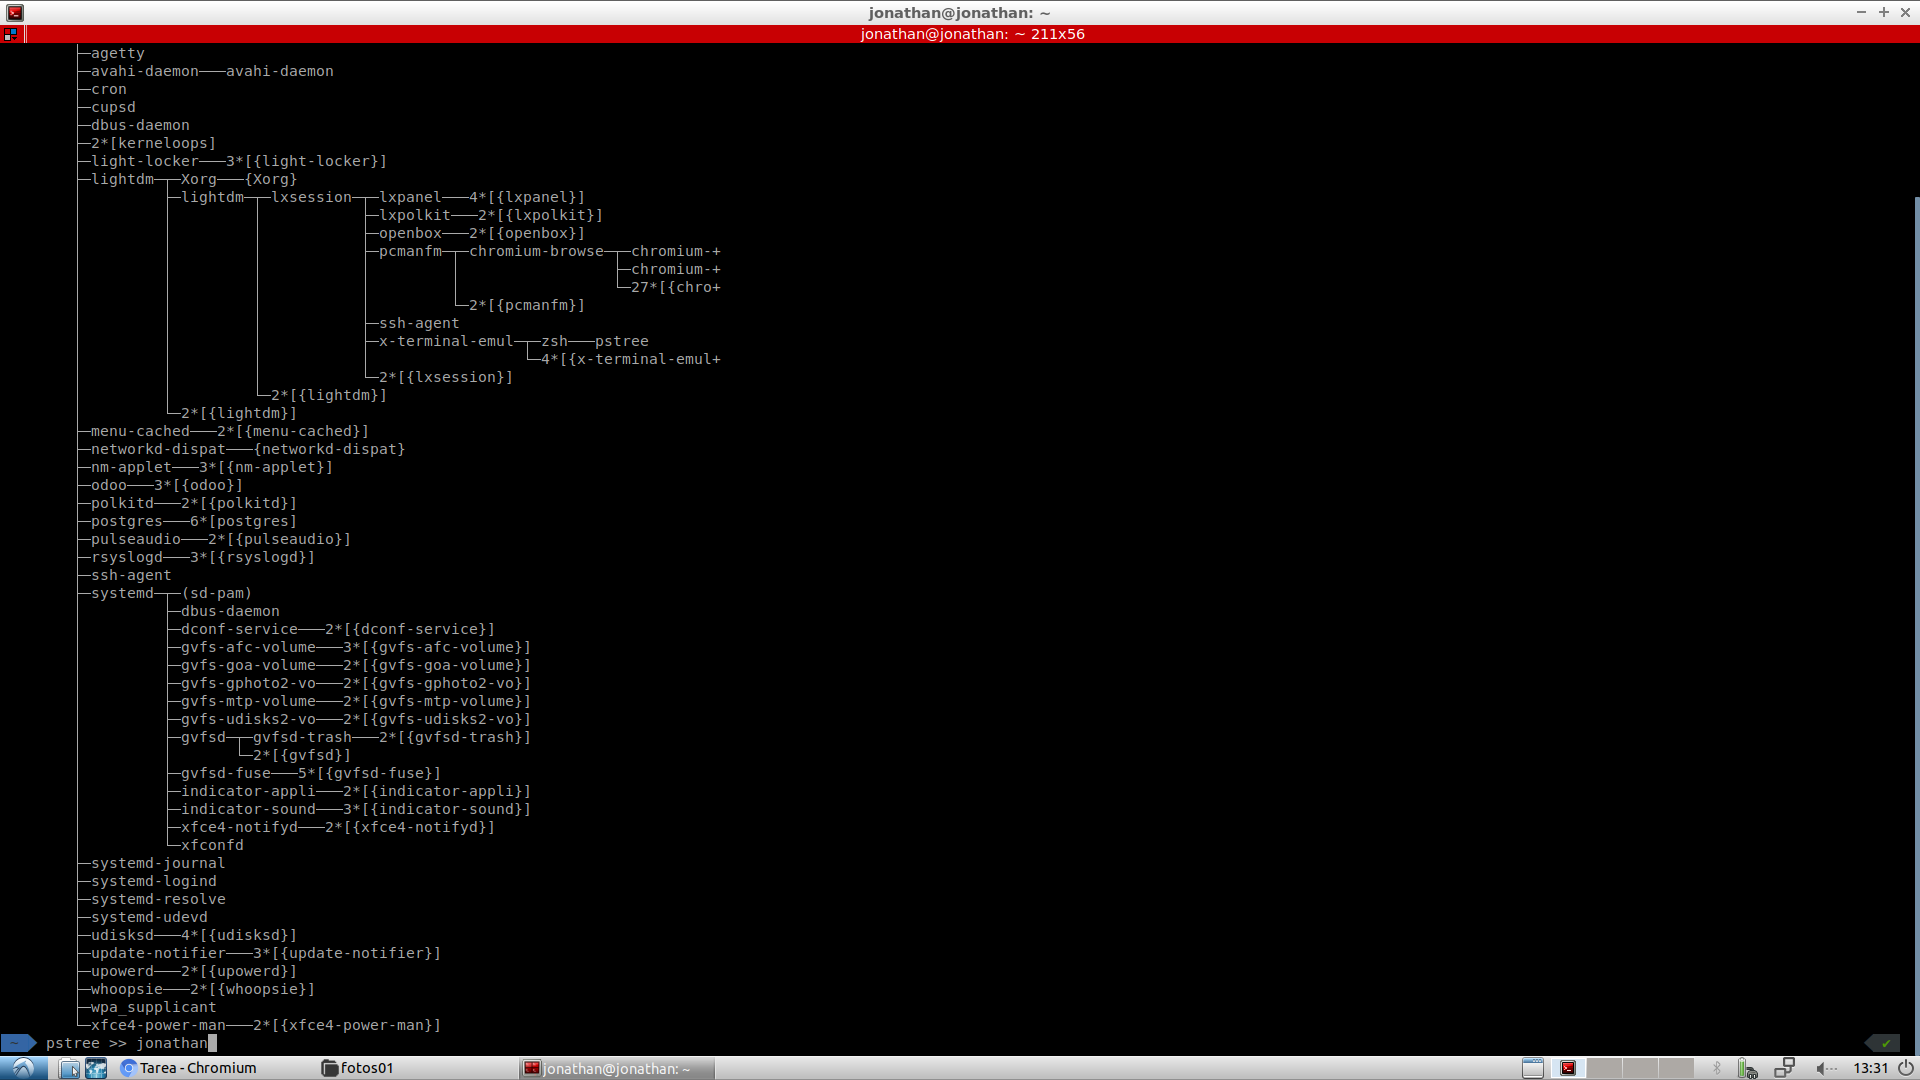 jonathan@jonathan: ~
jonathan@jonathan: ~ 211x56
├─agetty
├─avahi-daemon───avahi-daemon
├─cron
├─cupsd
├─dbus-daemon
├─2*[kerneloops]
├─light-locker───3*[{light-locker}]
├─lightdm─┬─Xorg───{Xorg}
│         ├─lightdm─┬─lxsession─┬─lxpanel───4*[{lxpanel}]
│         │         │           ├─lxpolkit───2*[{lxpolkit}]
│         │         │           ├─openbox───2*[{openbox}]
│         │         │           ├─pcmanfm─┬─chromium-browse─┬─chromium-+
│         │         │           │         │                 ├─chromium-+
│         │         │           │         │                 └─27*[{chro+
│         │         │           │         └─2*[{pcmanfm}]
│         │         │           ├─ssh-agent
│         │         │           ├─x-terminal-emul─┬─zsh───pstree
│         │         │           │                 └─4*[{x-terminal-emul+
│         │         │           └─2*[{lxsession}]
│         │         └─2*[{lightdm}]
│         └─2*[{lightdm}]
├─menu-cached───2*[{menu-cached}]
├─networkd-dispat───{networkd-dispat}
├─nm-applet───3*[{nm-applet}]
├─odoo───3*[{odoo}]
├─polkitd───2*[{polkitd}]
├─postgres───6*[postgres]
├─pulseaudio───2*[{pulseaudio}]
├─rsyslogd───3*[{rsyslogd}]
├─ssh-agent
├─systemd─┬─(sd-pam)
│         ├─dbus-daemon
│         ├─dconf-service───2*[{dconf-service}]
│         ├─gvfs-afc-volume───3*[{gvfs-afc-volume}]
│         ├─gvfs-goa-volume───2*[{gvfs-goa-volume}]
│         ├─gvfs-gphoto2-vo───2*[{gvfs-gphoto2-vo}]
│         ├─gvfs-mtp-volume───2*[{gvfs-mtp-volume}]
│         ├─gvfs-udisks2-vo───2*[{gvfs-udisks2-vo}]
│         ├─gvfsd─┬─gvfsd-trash───2*[{gvfsd-trash}]
│         │       └─2*[{gvfsd}]
│         ├─gvfsd-fuse───5*[{gvfsd-fuse}]
│         ├─indicator-appli───2*[{indicator-appli}]
│         ├─indicator-sound───3*[{indicator-sound}]
│         ├─xfce4-notifyd───2*[{xfce4-notifyd}]
│         └─xfconfd
├─systemd-journal
├─systemd-logind
├─systemd-resolve
├─systemd-udevd
├─udisksd───4*[{udisksd}]
├─update-notifier───3*[{update-notifier}]
├─upowerd───2*[{upowerd}]
├─whoopsie───2*[{whoopsie}]
├─wpa_supplicant
└─xfce4-power-man───2*[{xfce4-power-man}]
~ pstree >> jonathan ✔
Tarea - Chromium fotos01 jonathan@jonathan: ~ 13:31